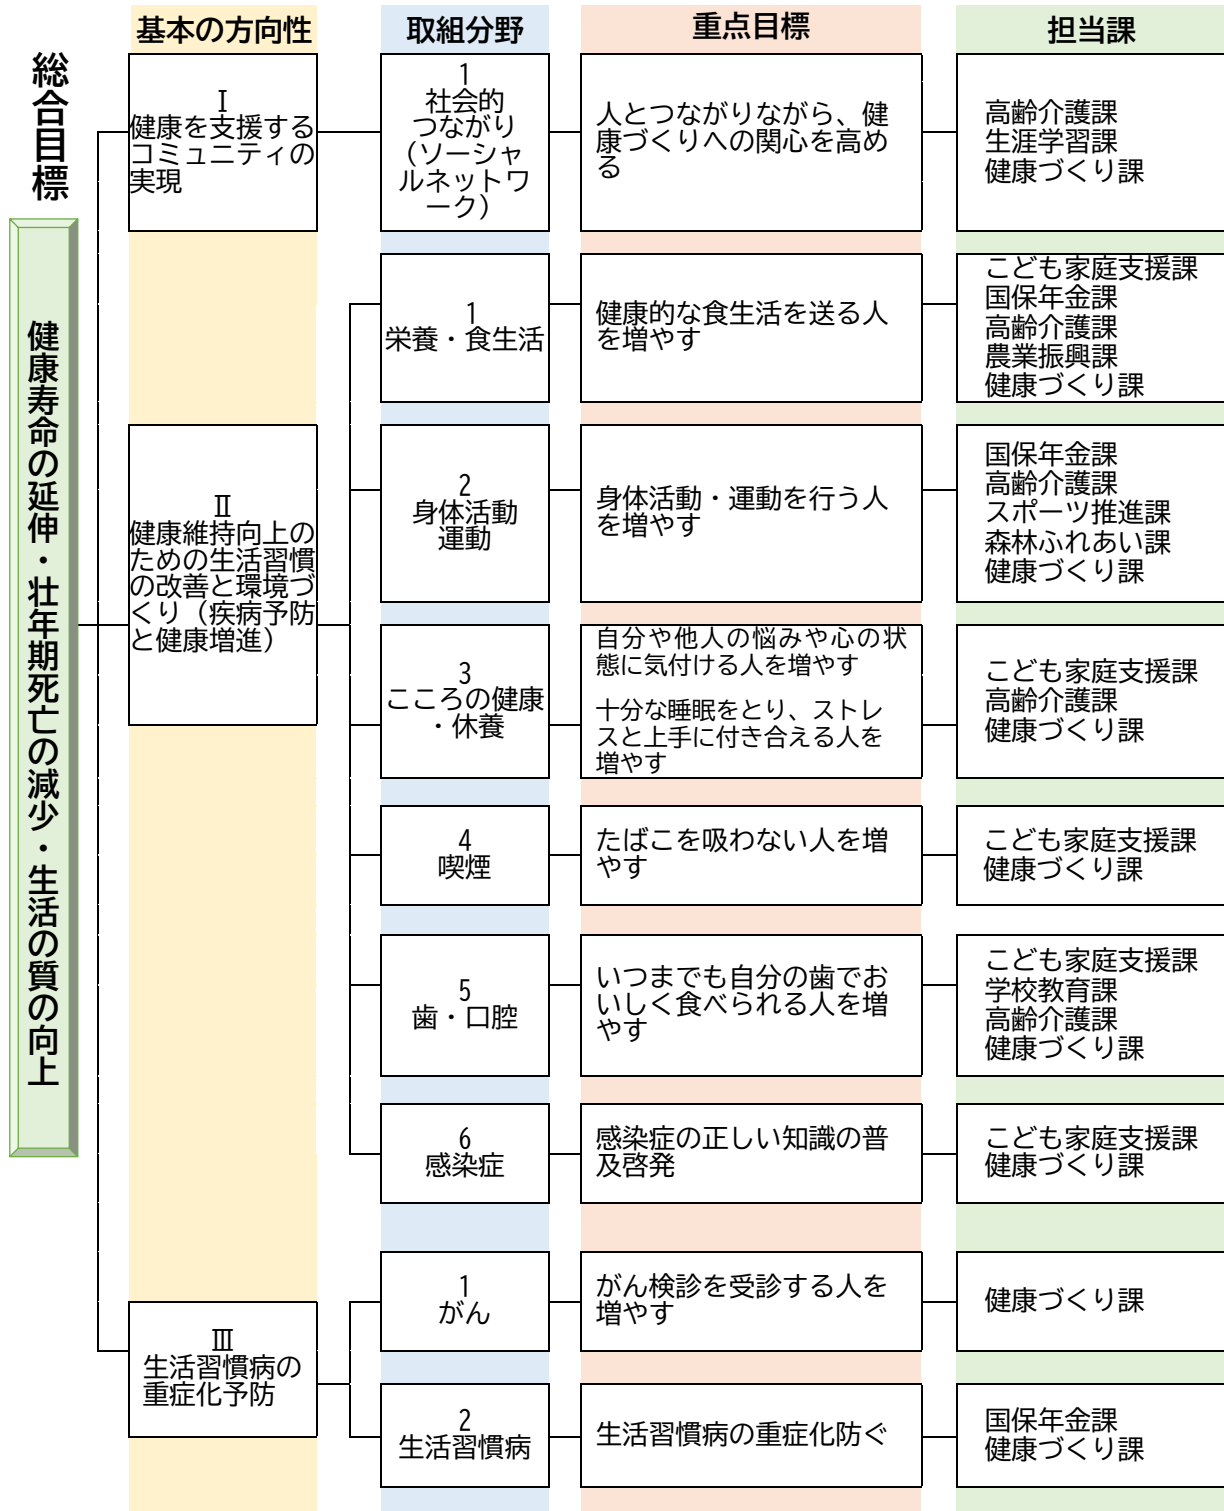 基本の方向性
取組分野
重点目標
担当課
総合目標
健康寿命の延伸・壮年期死亡の減少・生活の質の向上
Ⅰ
健康を支援する
コミュニティの
実現
1
社会的
つながり
(ソーシャ
ルネットワ
ーク)
人とつながりながら、健
康づくりへの関心を高め
る
高齢介護課
生涯学習課
健康づくり課
Ⅱ
健康維持向上の
ための生活習慣
の改善と環境づ
くり(疾病予防
と健康増進)
1
栄養・食生活
健康的な食生活を送る人
を増やす
こども家庭支援課
国保年金課
高齢介護課
農業振興課
健康づくり課
2
身体活動
運動
身体活動・運動を行う人
を増やす
国保年金課
高齢介護課
スポーツ推進課
森林ふれあい課
健康づくり課
3
こころの健康
・休養
自分や他人の悩みや心の状
態に気付ける人を増やす
十分な睡眠をとり、ストレ
スと上手に付き合える人を
増やす
こども家庭支援課
高齢介護課
健康づくり課
4
喫煙
たばこを吸わない人を増
やす
こども家庭支援課
健康づくり課
5
歯・口腔
いつまでも自分の歯でお
いしく食べられる人を増
やす
こども家庭支援課
学校教育課
高齢介護課
健康づくり課
6
感染症
感染症の正しい知識の普
及啓発
こども家庭支援課
健康づくり課
Ⅲ
生活習慣病の
重症化予防
1
がん
がん検診を受診する人を
増やす
健康づくり課
2
生活習慣病
生活習慣病の重症化防ぐ
国保年金課
健康づくり課